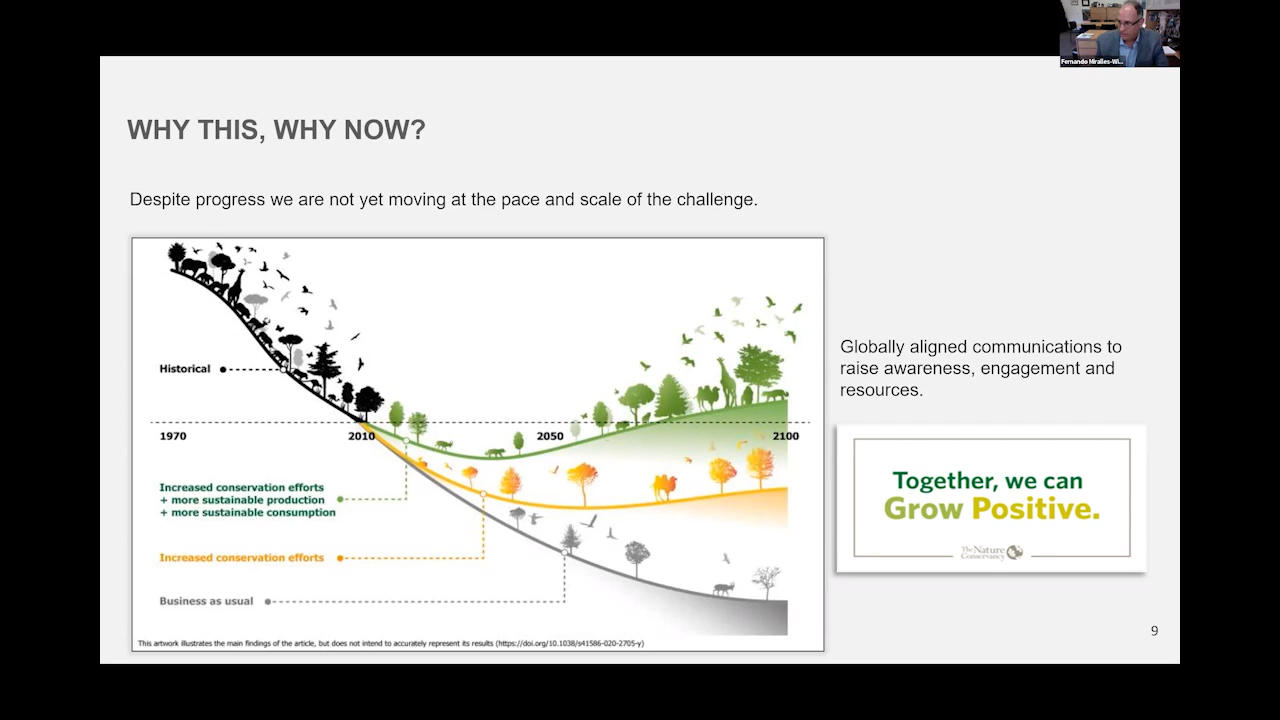 Fernando Miralles-Wi...
WHY THIS, WHY NOW?
Despite progress we are not yet moving at the pace and scale of the challenge.
Historical
1970
2010
2050
2100
Increased conservation efforts
+ more sustainable production
+ more sustainable consumption
Increased conservation efforts
Business as usual
This artwork illustrates the main findings of the article, but does not intend to accurately represent its results (https://doi.org/10.1038/s41586-020-2705-y)
Globally aligned communications to
raise awareness, engagement and
resources.
Together, we can
Grow Positive.
The Nature
Conservancy
9